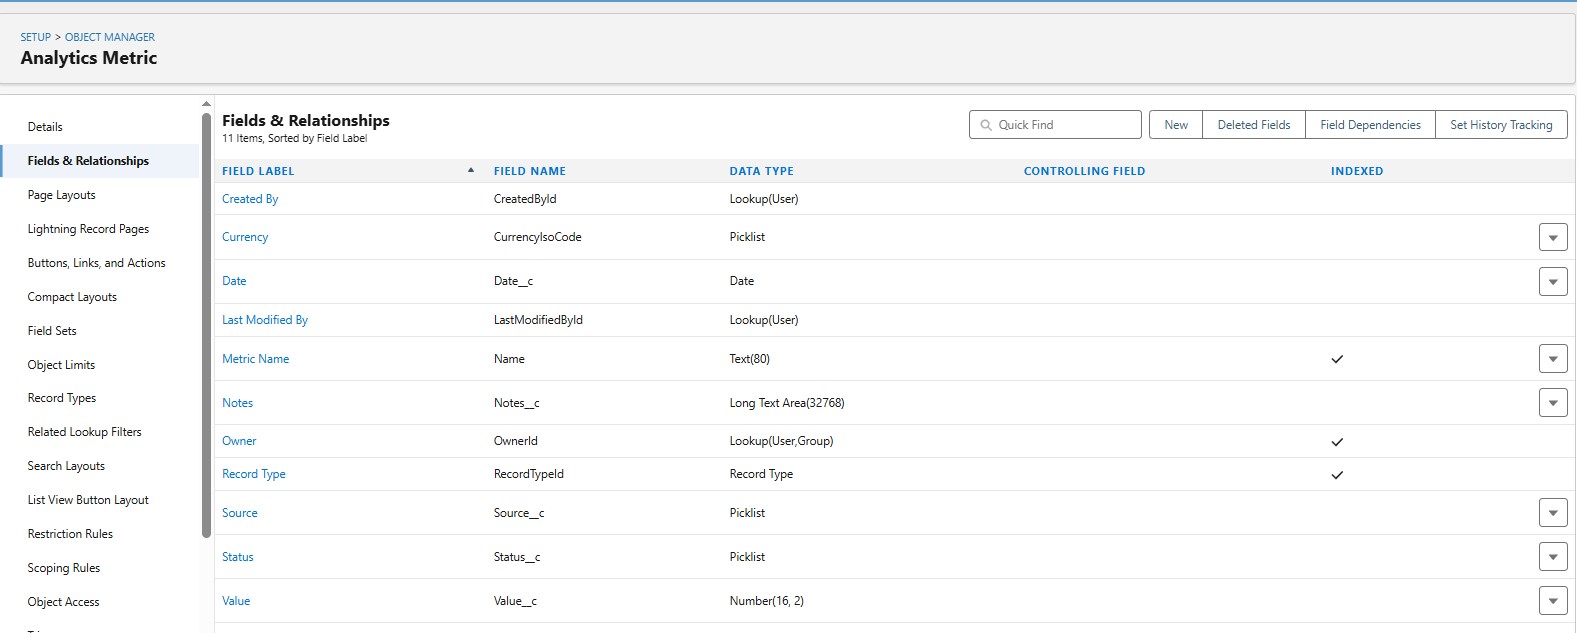 SETUP > OBJECT MANAGER
Analytics Metric
Details
Fields & Relationships
Page Layouts
Lightning Record Pages
Buttons, Links, and Actions
Compact Layouts
Field Sets
Object Limits
Record Types
Related Lookup Filters
Search Layouts
List View Button Layout
Restriction Rules
Scoping Rules
Object Access
Fields & Relationships
11 Items, Sorted by Field Label
Quick Find
New
Deleted Fields
Field Dependencies
Set History Tracking
FIELD LABEL FIELD NAME DATA TYPE CONTROLLING FIELD INDEXED
Created By CreatedById Lookup(User)
Currency CurrencyIsoCode Picklist
Date Date__c Date
Last Modified By LastModifiedById Lookup(User)
Metric Name Name Text(80)
Notes Notes__c Long Text Area(32768)
Owner OwnerId Lookup(User,Group)
Record Type RecordTypeId Record Type
Source Source__c Picklist
Status Status__c Picklist
Value Value__c Number(16, 2)